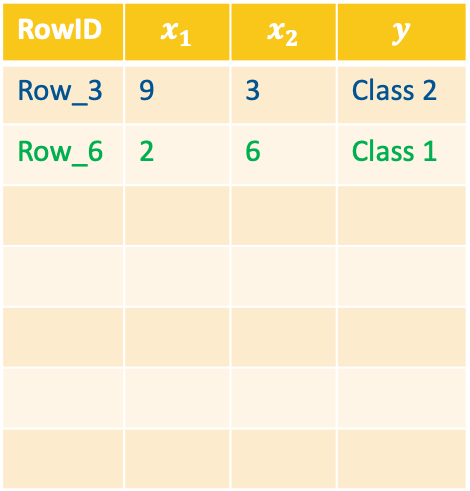 RowID x₁ x₂ y
Row_3 9 3 Class 2
Row_6 2 6 Class 1